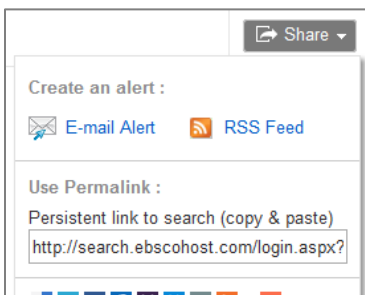 Share
Create an alert :
E-mail Alert RSS Feed
Use Permalink :
Persistent link to search (copy & paste)
http://search.ebscohost.com/login.aspx?